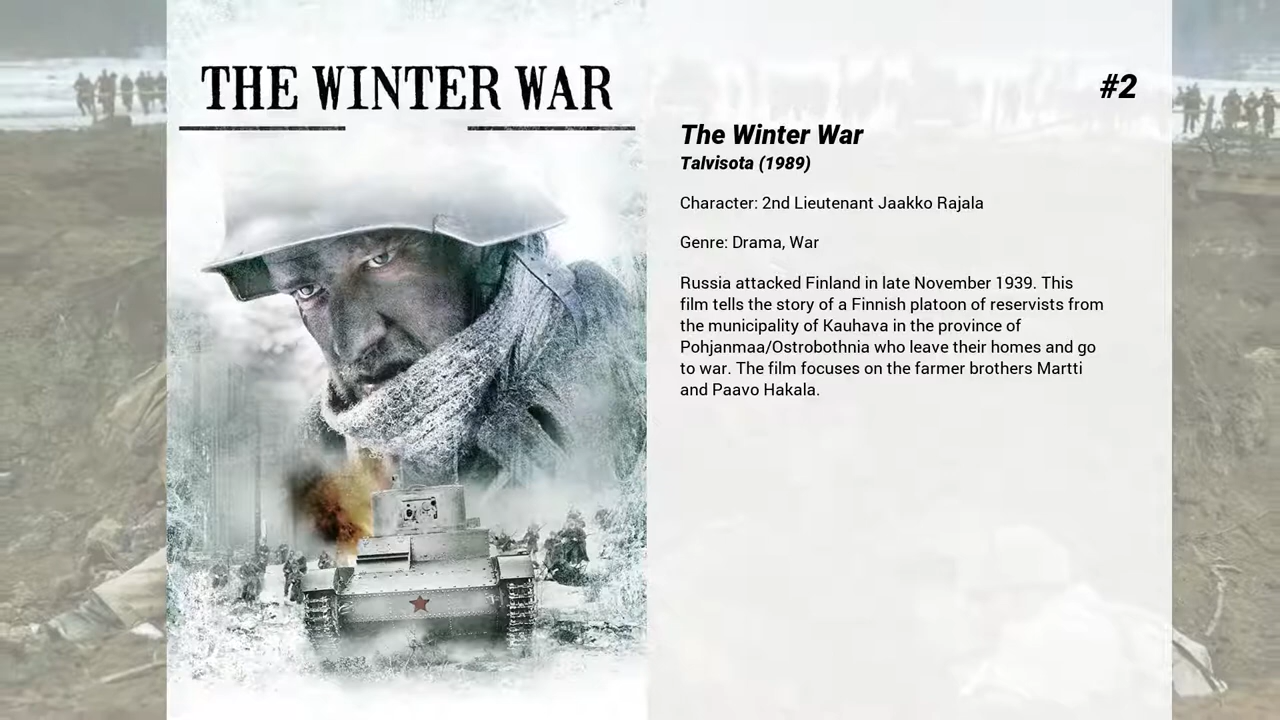 THE WINTER WAR
#2
The Winter War
Talvisota (1989)
Character: 2nd Lieutenant Jaakko Rajala
Genre: Drama, War
Russia attacked Finland in late November 1939. This
film tells the story of a Finnish platoon of reservists from
the municipality of Kauhava in the province of
Pohjanmaa/Ostrobothnia who leave their homes and go
to war. The film focuses on the farmer brothers Martti
and Paavo Hakala.